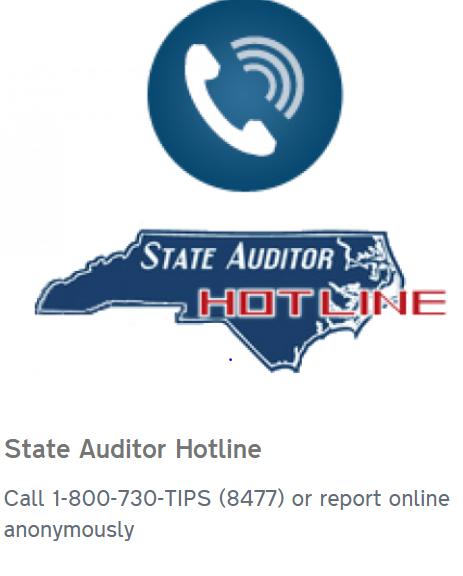 STATE AUDITOR
HOTLINE
State Auditor Hotline
Call 1-800-730-TIPS (8477) or report online
anonymously